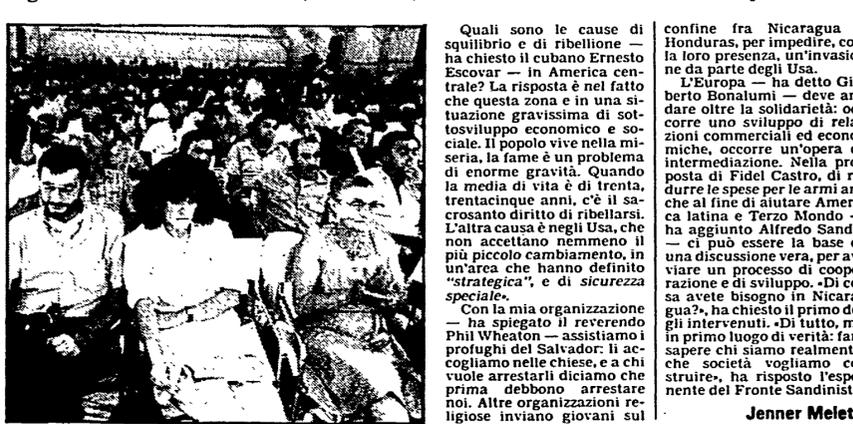 Quali sono le cause di
squilibrio e di ribellione —
ha chiesto il cubano Ernesto
Escovar — in America cen-
trale? La risposta è nel fatto
che questa zona e in una si-
tuazione gravissima di sot-
tosviluppo economico e so-
ciale. Il popolo vive nella mi-
seria, la fame è un problema
di enorme gravità. Quando
la media di vita è di trenta,
trentacinque anni, c'è il sa-
crosanto diritto di ribellarsi.
L'altra causa è negli Usa, che
non accettano nemmeno il
più piccolo cambiamento, in
un'area che hanno definito
"strategica", e di sicurezza
speciale».
Con la mia organizzazione
— ha spiegato il reverendo
Phil Wheaton — assistiamo i
profughi del Salvador: li ac-
cogliamo nelle chiese, e a chi
vuole arrestarli diciamo che
prima debbono arrestare
noi. Altre organizzazioni re-
ligiose inviano giovani sul
confine fra Nicaragua
Honduras, per impedire, co
la loro presenza, un'invasio
ne da parte degli Usa.
L'Europa — ha detto Gi
berto Bonalumi — deve an
dare oltre la solidarietà: oc
corre uno sviluppo di rela
zioni commerciali ed econo
miche, occorre un'opera d
intermediazione. Nella pro
posta di Fidel Castro, di r
durre le spese per le armi an
che al fine di aiutare Amer
ca latina e Terzo Mondo -
ha aggiunto Alfredo Sand
— ci può essere la base d
una discussione vera, per av
viare un processo di coope
razione e di sviluppo. «Di co
sa avete bisogno in Nicara
gua?», ha chiesto il primo de
gli intervenuti. «Di tutto, m
in primo luogo di verità: far
sapere chi siamo realment
che società vogliamo co
struire», ha risposto l'espo
nente del Fronte Sandinist
Jenner Melet